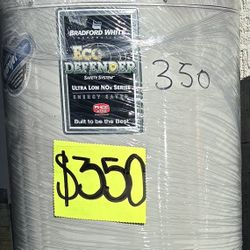 BRADFORD WHITE
CORPORATION
ECO
DEFENDER
SAFETY SYSTEM
ULTRA LOW NOx SERIES
ENERGY SAVER
Built to be the Best
350
$350